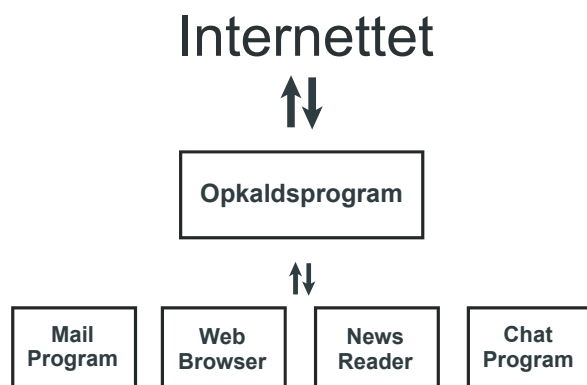 Internettet
Opkaldsprogram
Mail
Program
Web
Browser
News
Reader
Chat
Program